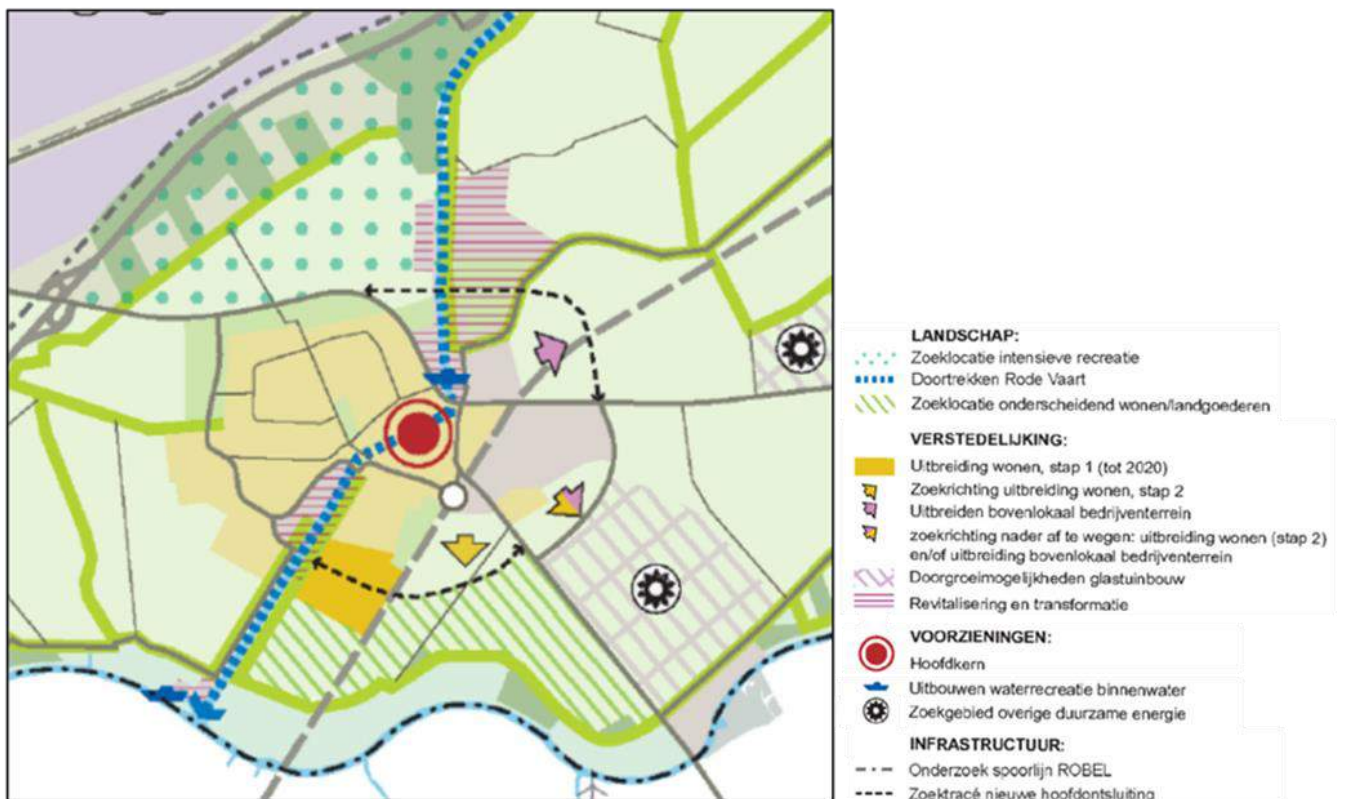 LANDSCHAP:
Zoeklocatie intensieve recreatie
Doortrekken Rode Vaart
Zoeklocatie onderscheidend wonen/landgoederen
VERSTEDELIJKING:
Uitbreiding wonen, stap 1 (tot 2020)
Zoekrichting uitbreiding wonen, stap 2
Uitbreiden bovenlokaal bedrijventerrein
zoekrichting nader af te wegen: uitbreiding wonen (stap 2)
en/of uitbreiding bovenlokaal bedrijventerrein
Doorgroeimogelijkheden glastuinbouw
Revitalisering en transformatie
VOORZIENINGEN:
Hoofdkern
Uitbouwen waterrecreatie binnenwater
Zoekgebied overige duurzame energie
INFRASTRUCTUUR:
Onderzoek spoorlijn ROBEL
Zoektracé nieuwe hoofdontsluiting